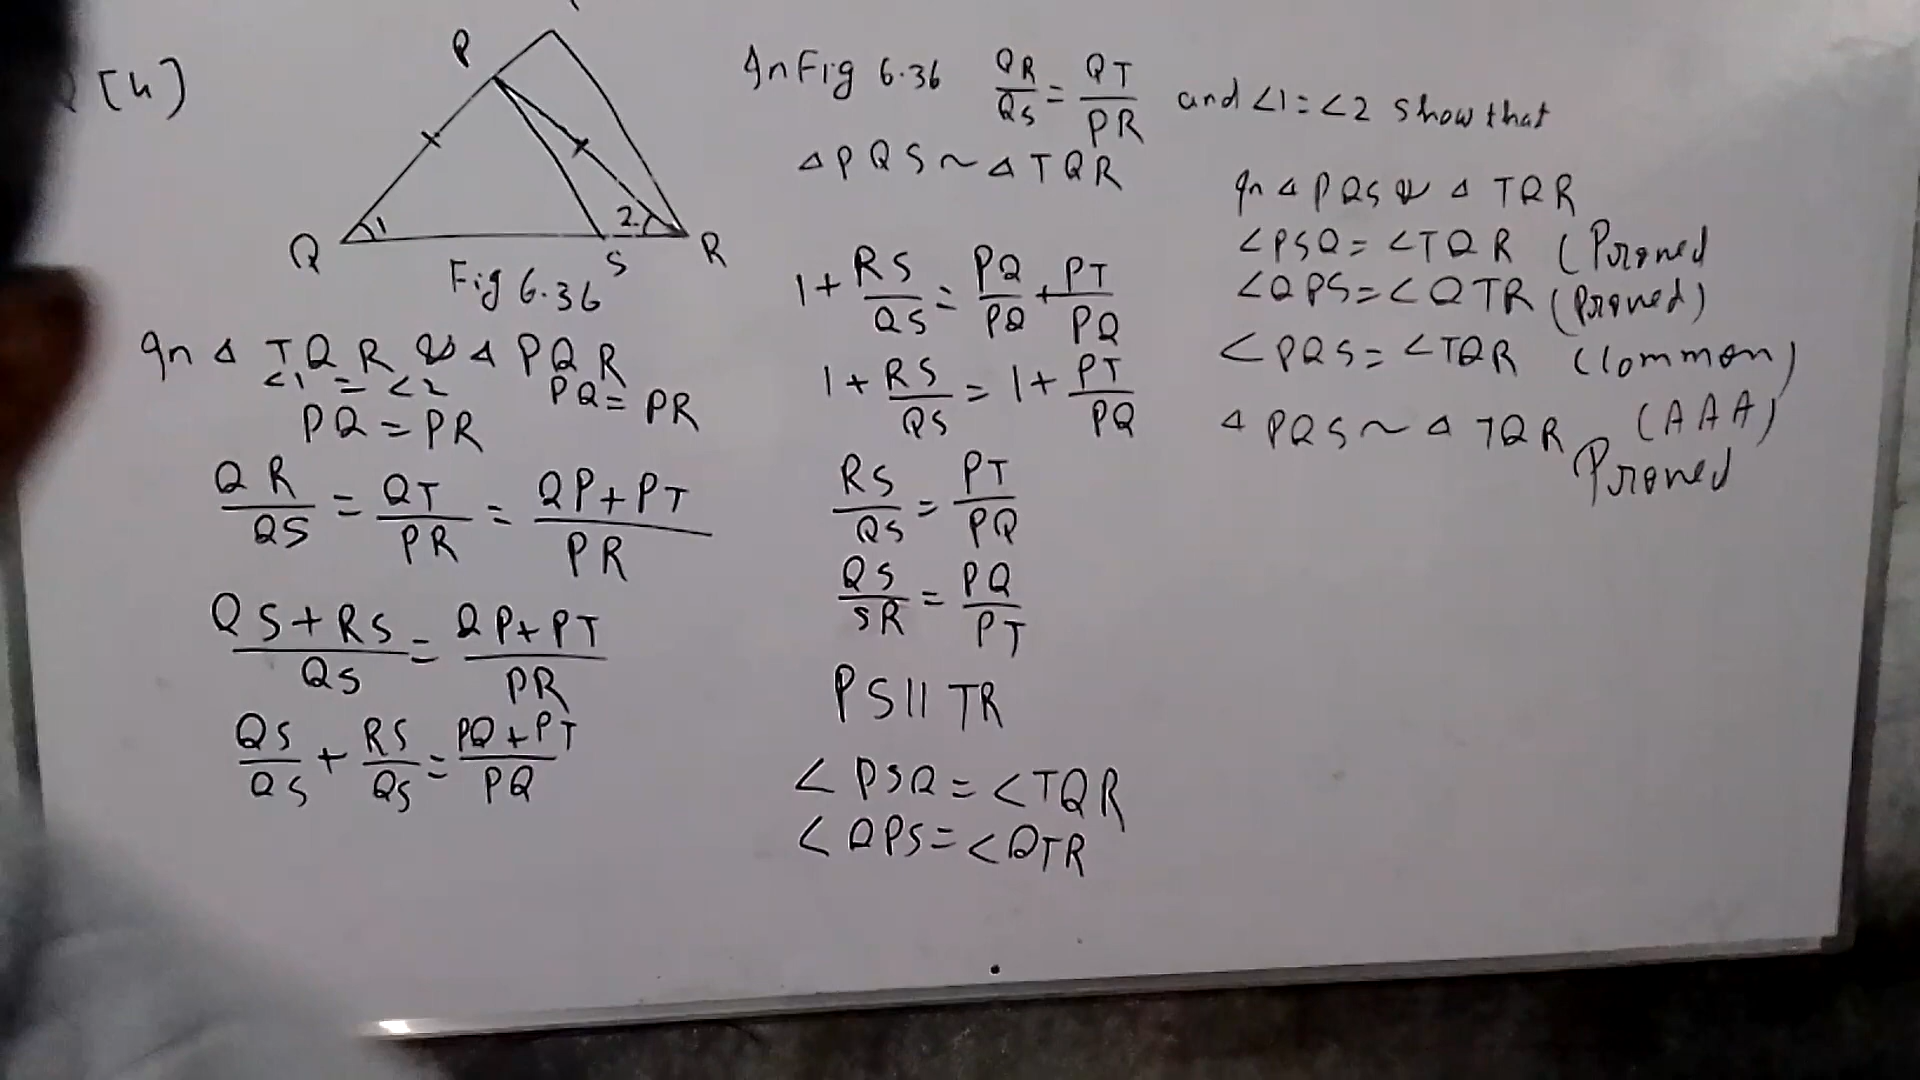 [4]
P
1
2
Q
S
R
Fig 6.36
In Fig 6.36 QR/QS = QT/PR and ∠1 = ∠2 show that
△PQS ~ △TQR
In △ TQR & △ PQR
∠1 = ∠2
PQ = PR
PQ = PR
QR/QS = QT/PR = QP+PT/PR
QS+RS/QS = QP+PT/PR
QS/QS + RS/QS = PQ+PT/PQ
1 + RS/QS = PQ/PQ + PT/PQ
1 + RS/QS = 1 + PT/PQ
RS/QS = PT/PQ
QS/SR = PQ/PT
PS || TR
∠PSQ = ∠TQR
∠QPS = ∠QTR
In △ PQS & △ TQR
∠PSQ = ∠TQR (Proved
∠QPS = ∠QTR (Proved)
∠PQS = ∠TQR (Common)
△ PQS ~ △ TQR (AAA)
Proved